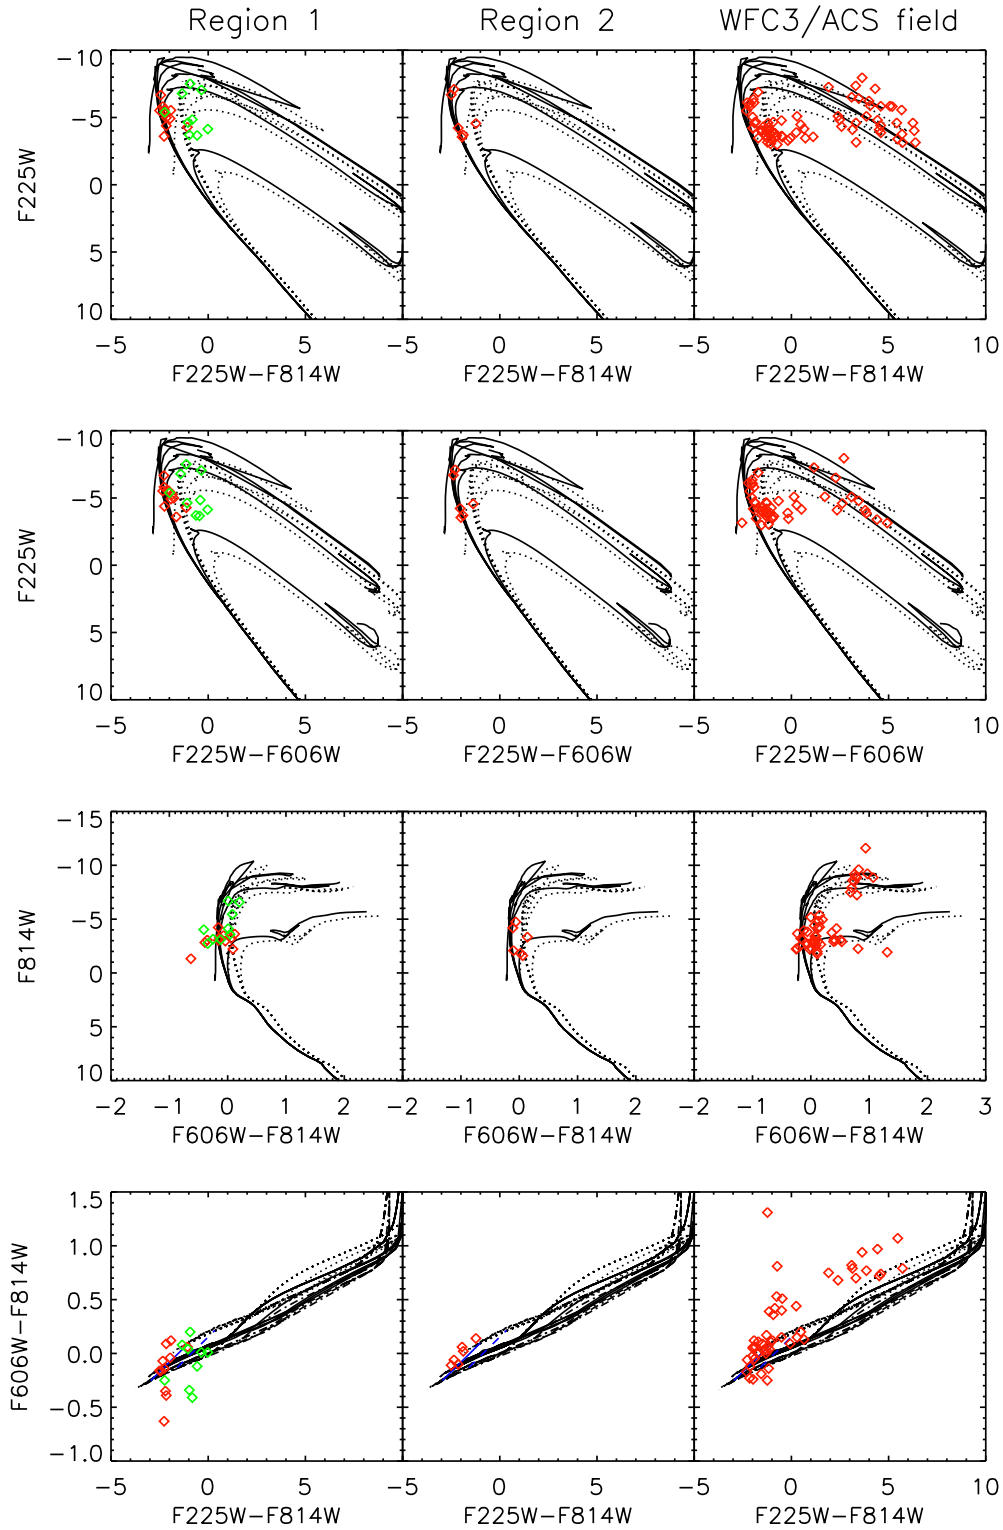 Region 1 Region 2 WFC3/ACS field
−10
−5
0
5
10
F225W
−5 0 5 −5 0 5 −5 0 5 10
F225W−F814W F225W−F814W F225W−F814W
−10
−5
0
5
10
F225W
−5 0 5 −5 0 5 −5 0 5 10
F225W−F606W F225W−F606W F225W−F606W
−15
−10
−5
0
5
10
F814W
−2 −1 0 1 2 −2 −1 0 1 2 −2 −1 0 1 2 3
F606W−F814W F606W−F814W F606W−F814W
1.5
1.0
0.5
0.0
−0.5
−1.0
F606W−F814W
−5 0 5 −5 0 5 −5 0 5 10
F225W−F814W F225W−F814W F225W−F814W